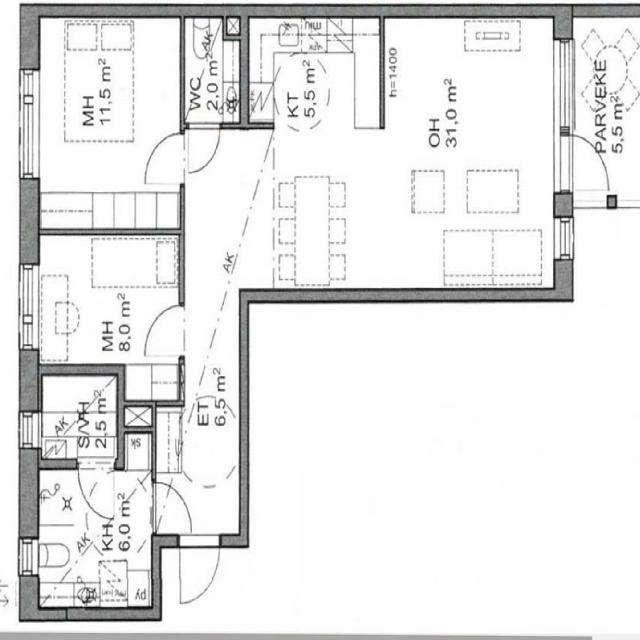 MH
11,5 m²
WC
2,0 m²
AK
KT
5,5 m²
h=1400
OH
31,0 m²
PARVEKE
5,5 m²
MH
8,0 m²
AK
ET
6,5 m²
S/VH
2,5 m²
AK
sk
KH
6,0 m²
AK
py